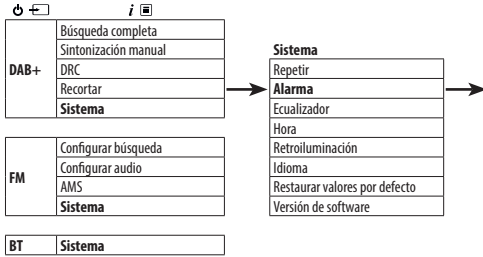 i
DAB+
Búsqueda completa
Sintonización manual
DRC
Recortar
Sistema
FM
Configurar búsqueda
Configurar audio
AMS
Sistema
BT
Sistema
Sistema
Repetir
Alarma
Ecualizador
Hora
Retroiluminación
Idioma
Restaurar valores por defecto
Versión de software